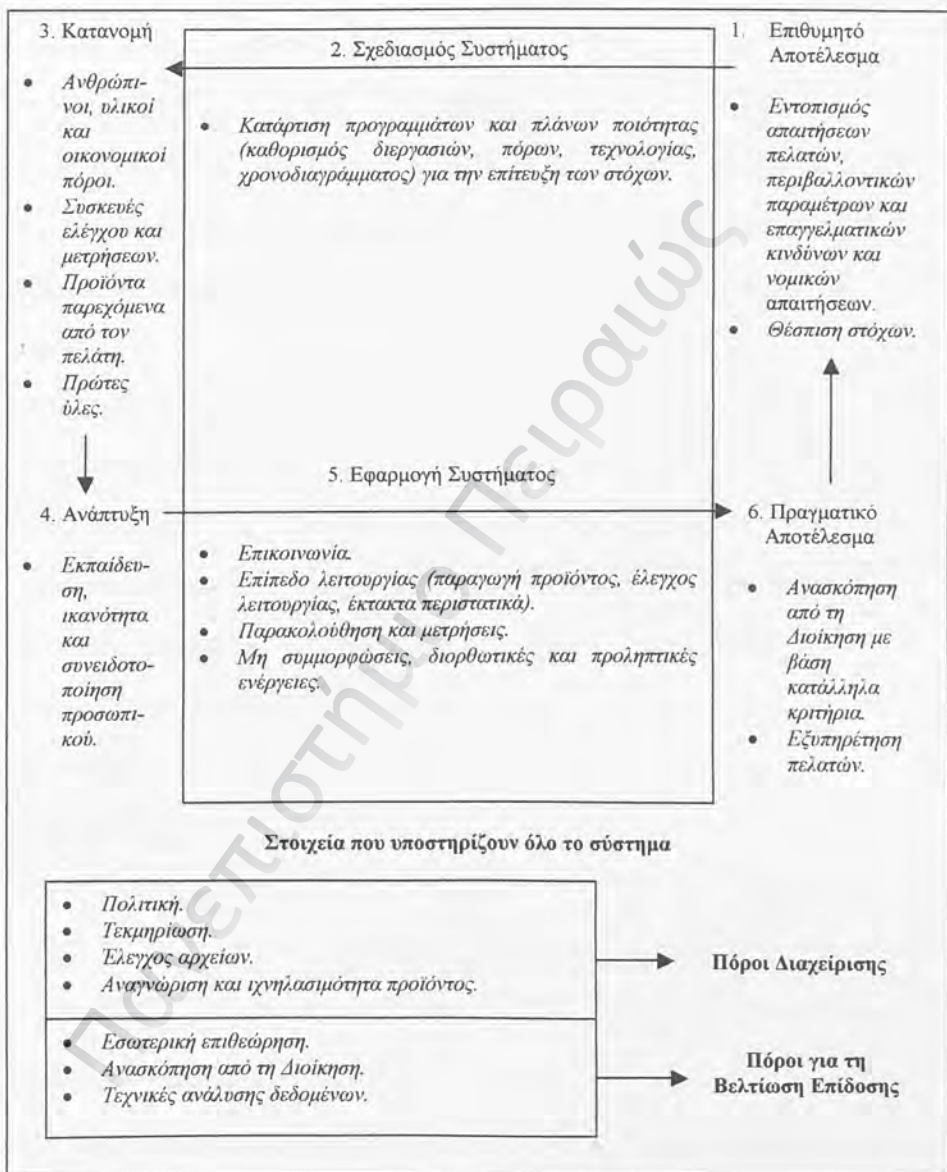 3. Κατανομή
• Ανθρώπι-
νοι, υλικοί
και
οικονομικοί
πόροι.
• Συσκευές
ελέγχου και
μετρήσεων.
• Προϊόντα
παρεχόμενα
από τον
πελάτη.
• Πρώτες
ύλες.
2. Σχεδιασμός Συστήματος
• Κατάρτιση προγραμμάτων και πλάνων ποιότητας
(καθορισμός διεργασιών, πόρων, τεχνολογίας,
χρονοδιαγράμματος) για την επίτευξη των στόχων.
1. Επιθυμητό
Αποτέλεσμα
• Εντοπισμός
απαιτήσεων
πελατών,
περιβαλλοντικών
παραμέτρων και
επαγγελματικών
κινδύνων και
νομικών
απαιτήσεων.
• Θέσπιση στόχων.
4. Ανάπτυξη
• Εκπαίδευ-
ση,
ικανότητα
και
συνειδοτο-
ποίηση
προσωπι-
κού.
5. Εφαρμογή Συστήματος
• Επικοινωνία.
• Επίπεδο λειτουργίας (παραγωγή προϊόντος, έλεγχος
λειτουργίας, έκτακτα περιστατικά).
• Παρακολούθηση και μετρήσεις.
• Μη συμμορφώσεις, διορθωτικές και προληπτικές
ενέργειες.
6. Πραγματικό
Αποτέλεσμα
• Ανασκόπηση
από τη
Διοίκηση με
βάση
κατάλληλα
κριτήρια.
• Εξυπηρέτηση
πελατών.
Στοιχεία που υποστηρίζουν όλο το σύστημα
• Πολιτική.
• Τεκμηρίωση.
• Έλεγχος αρχείων.
• Αναγνώριση και ιχνηλασιμότητα προϊόντος.
Πόροι Διαχείρισης
• Εσωτερική επιθεώρηση.
• Ανασκόπηση από τη Διοίκηση.
• Τεχνικές ανάλυσης δεδομένων.
Πόροι για τη
Βελτίωση Επίδοσης
Πανεπιστήμιο Πειραιώς